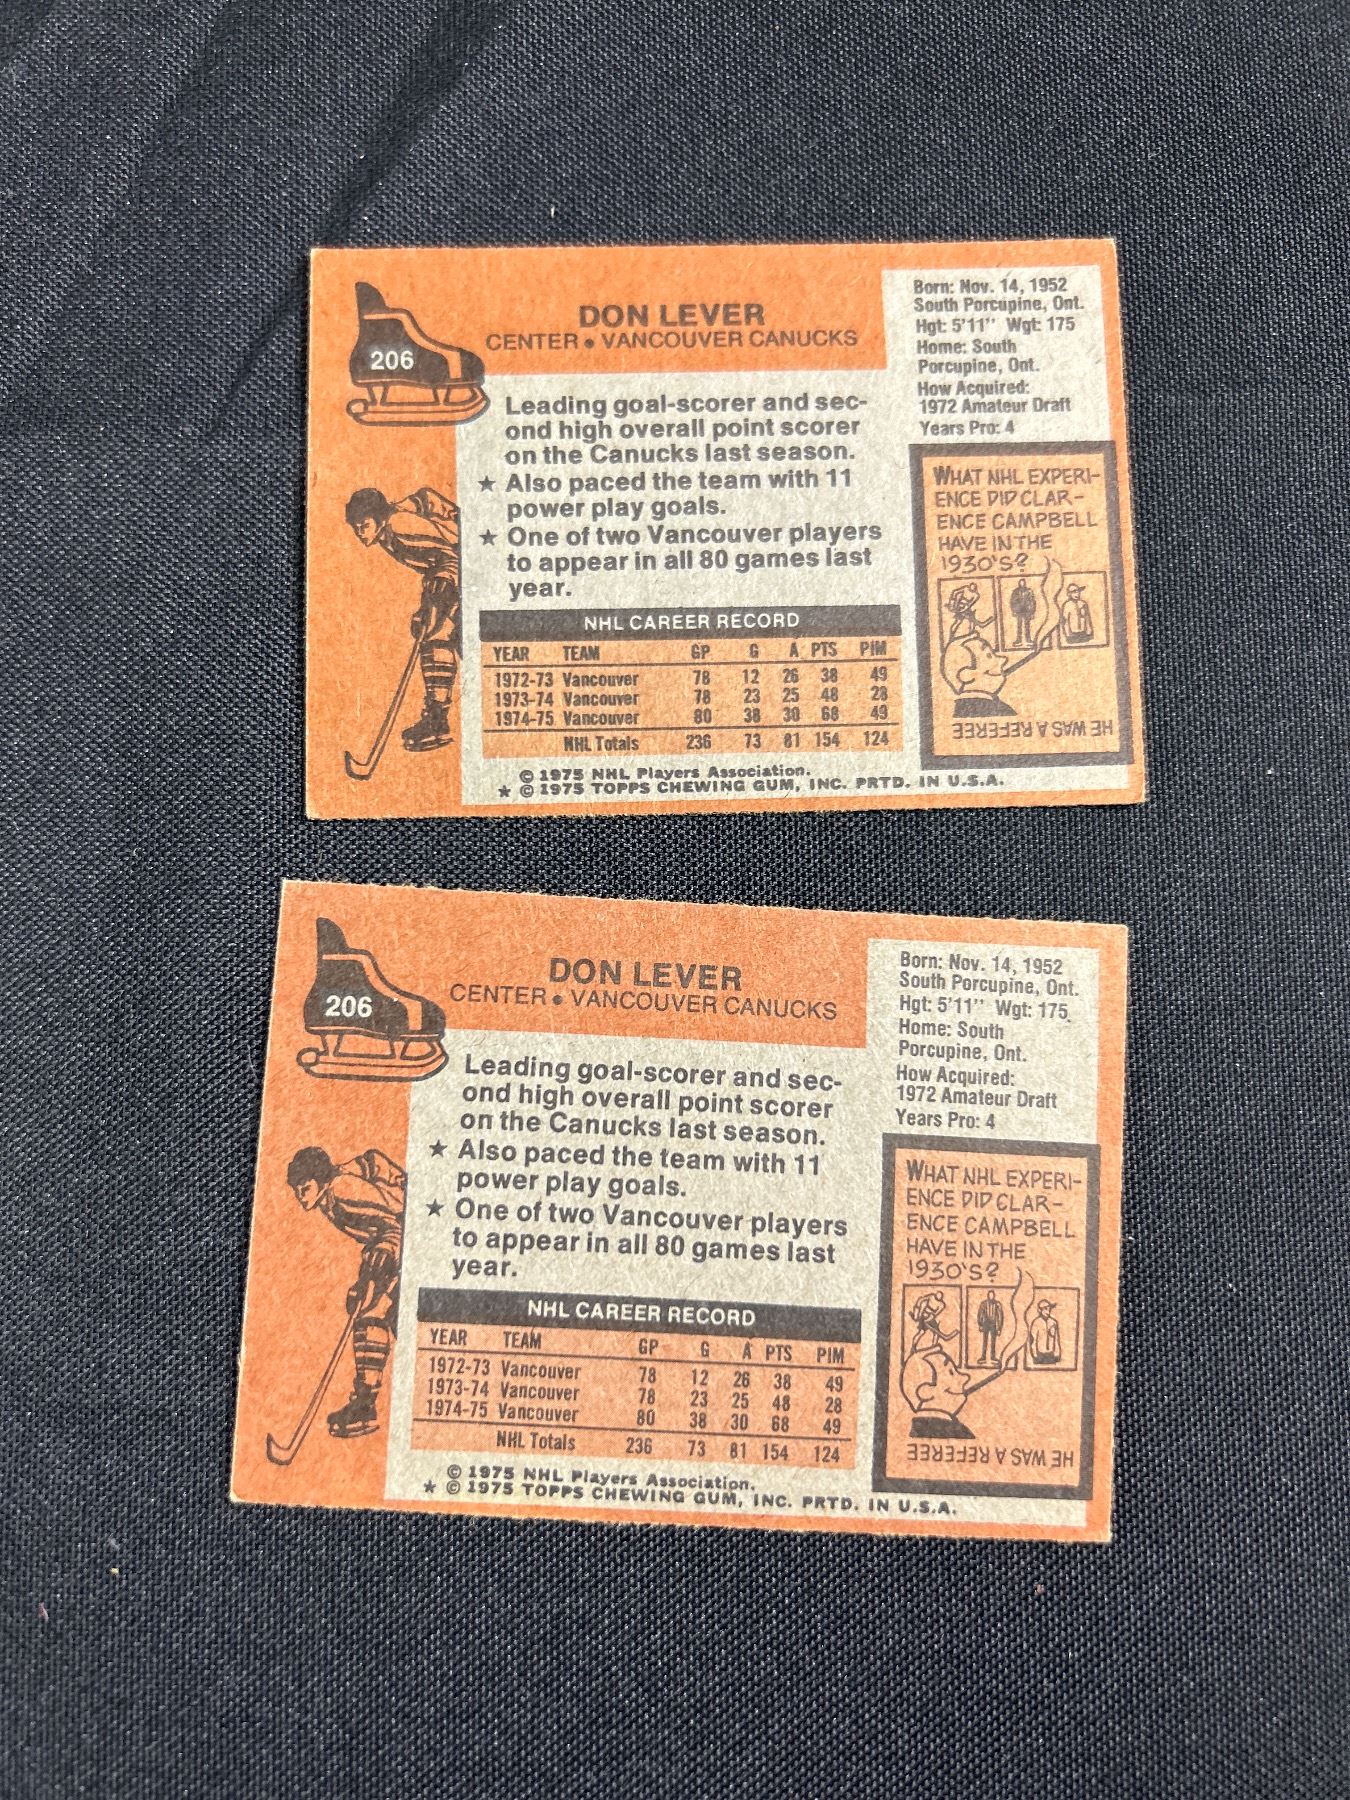 206
DON LEVER
CENTER • VANCOUVER CANUCKS
Born: Nov. 14, 1952
South Porcupine, Ont.
Hgt: 5'11" Wgt: 175
Home: South
Porcupine, Ont.
How Acquired:
1972 Amateur Draft
Years Pro: 4
Leading goal-scorer and sec-
ond high overall point scorer
on the Canucks last season.
★ Also paced the team with 11
power play goals.
★ One of two Vancouver players
to appear in all 80 games last
year.
WHAT NHL EXPERI-
ENCE DID CLAR-
ENCE CAMPBELL
HAVE IN THE
1930'S?
HE WAS A REFEREE
NHL CAREER RECORD
YEAR TEAM GP G A PTS PIM
1972-73 Vancouver 78 12 26 38 49
1973-74 Vancouver 78 23 25 48 28
1974-75 Vancouver 80 38 30 68 49
NHL Totals 236 73 81 154 124
© 1975 NHL Players Association.
★ © 1975 TOPPS CHEWING GUM, INC. PRTD. IN U.S.A.
206
DON LEVER
CENTER • VANCOUVER CANUCKS
Born: Nov. 14, 1952
South Porcupine, Ont.
Hgt: 5'11" Wgt: 175
Home: South
Porcupine, Ont.
How Acquired:
1972 Amateur Draft
Years Pro: 4
Leading goal-scorer and sec-
ond high overall point scorer
on the Canucks last season.
★ Also paced the team with 11
power play goals.
★ One of two Vancouver players
to appear in all 80 games last
year.
WHAT NHL EXPERI-
ENCE DID CLAR-
ENCE CAMPBELL
HAVE IN THE
1930'S?
HE WAS A REFEREE
NHL CAREER RECORD
YEAR TEAM GP G A PTS PIM
1972-73 Vancouver 78 12 26 38 49
1973-74 Vancouver 78 23 25 48 28
1974-75 Vancouver 80 38 30 68 49
NHL Totals 236 73 81 154 124
© 1975 NHL Players Association.
★ © 1975 TOPPS CHEWING GUM, INC. PRTD. IN U.S.A.